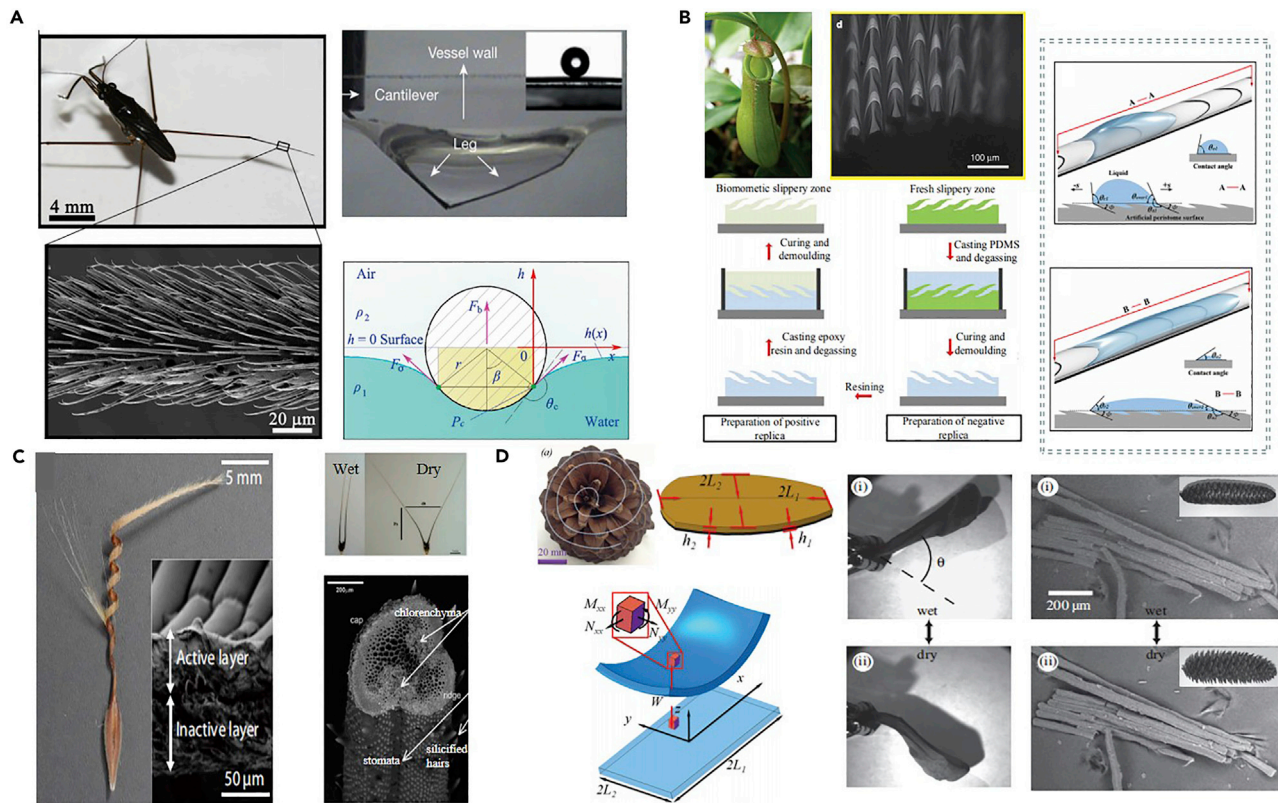 A
4 mm
20 µm
Vessel wall
Cantilever
Leg
Air
ρ2
h = 0 Surface
Fσ
ρ1
h
Fb
h(x)
0
x
r
β
Fσ
θc
Pc
Water
B
d
100 µm
Biomometic slippery zone
Curing and
demoulding
Casting epoxy
resin and degassing
Preparation of positive
replica
Resining
Fresh slippery zone
Casting PDMS
and degassing
Curing and
demoulding
Preparation of negative
replica
A — A
Contact angle
Liquid
-x
+x
A — A
Artificial peristome surface
B — B
Contact angle
B — B
C
5 mm
Active layer
Inactive layer
50 µm
Wet
Dry
200µm
cap
chlorenchyma
ridge
stomata
silicified
hairs
D
(a)
20 mm
2L2
2L1
h2
h1
Mxx
Myy
Nxx
Nyy
W
x
z
y
2L2
2L1
(i)
θ
wet
dry
(ii)
(i)
200 µm
wet
dry
(ii)